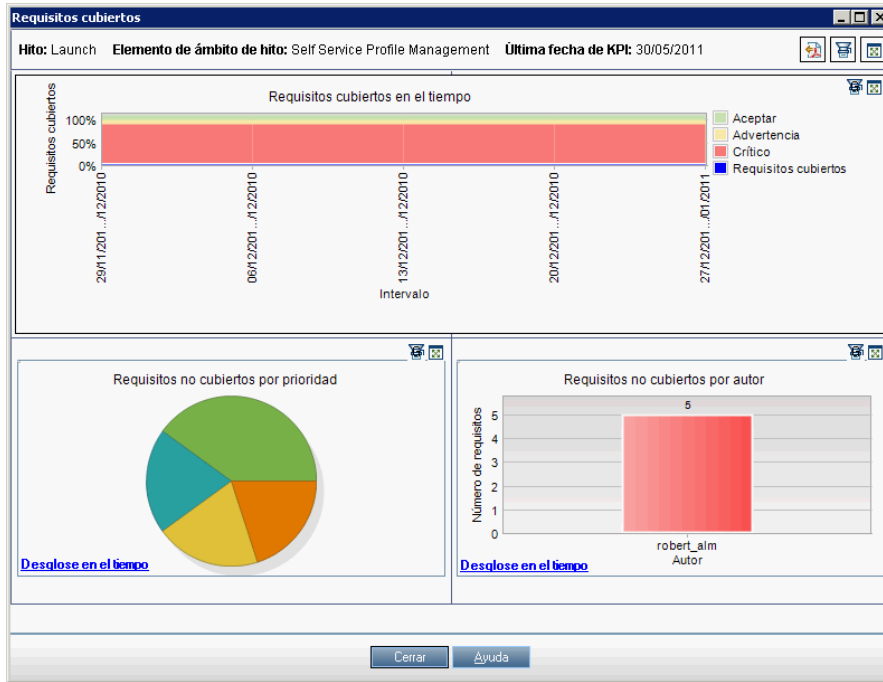 Requisitos cubiertos
Hito: Launch Elemento de ámbito de hito: Self Service Profile Management Última fecha de KPI: 30/05/2011
Requisitos cubiertos en el tiempo
Requisitos cubiertos
100%
50%
0%
29/11/201 .../12/2010
06/12/201 .../12/2010
13/12/201 .../12/2010
20/12/201 .../12/2010
27/12/201 .../01/2011
Intervalo
Aceptar
Advertencia
Crítico
Requisitos cubiertos
Requisitos no cubiertos por prioridad
Desglose en el tiempo
Requisitos no cubiertos por autor
Número de requisitos
5
4
3
2
1
0
5
robert_alm
Autor
Desglose en el tiempo
Cerrar
Ayuda